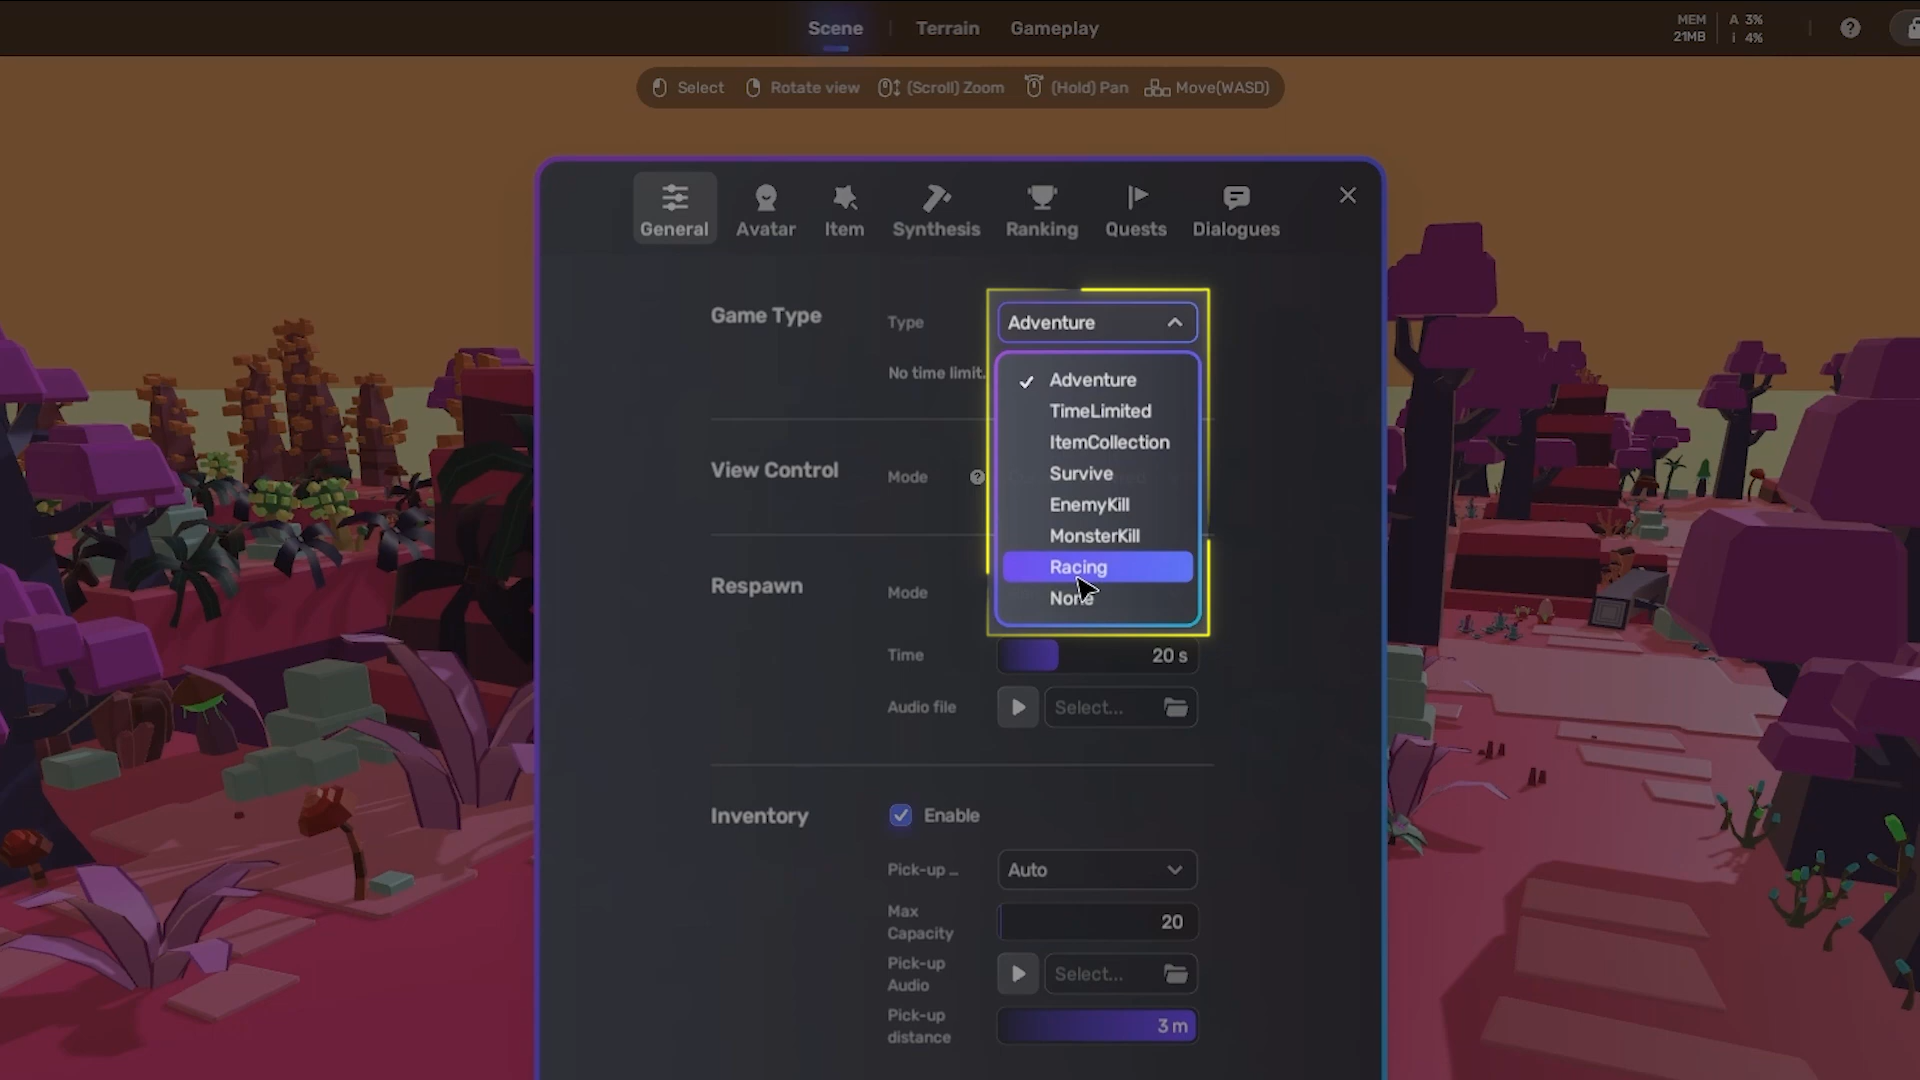 Scene
Terrain
Gameplay
MEM
21MB
A 3%
i 4%
Select
Rotate view
(Scroll) Zoom
(Hold) Pan
Move(WASD)
General
Avatar
Item
Synthesis
Ranking
Quests
Dialogues
Game Type
Type
Adventure
No time limit.
Adventure
TimeLimited
ItemCollection
Survive
EnemyKill
MonsterKill
Racing
None
View Control
Mode
Respawn
Mode
Time
20 s
Audio file
Select...
Inventory
Enable
Pick-up ...
Auto
Max
Capacity
20
Pick-up
Audio
Select...
Pick-up
distance
3 m